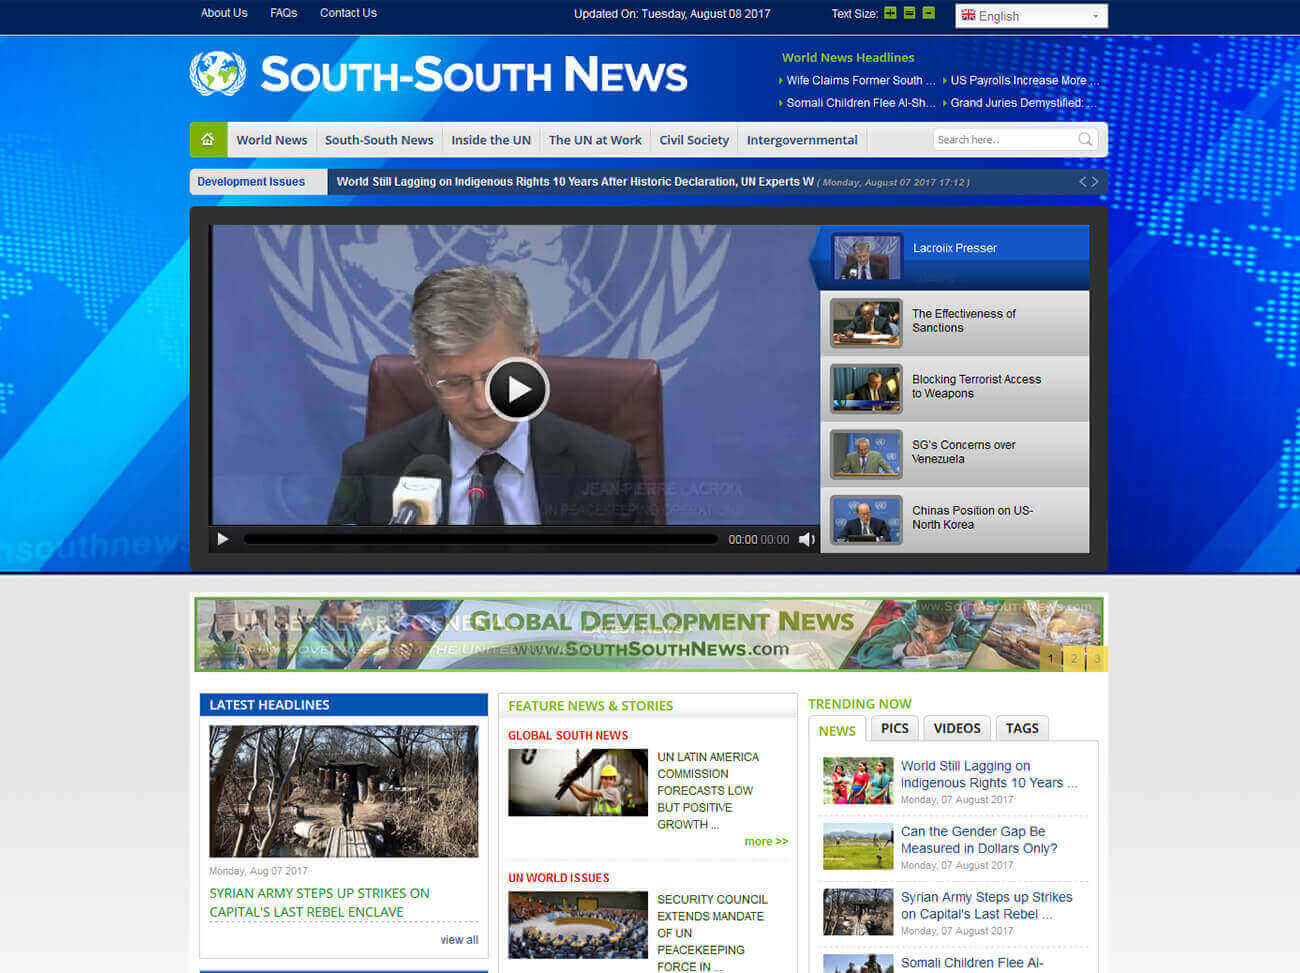 About Us FAQs Contact Us Updated On: Tuesday, August 08 2017 Text Size: English
SOUTH-SOUTH NEWS
World News Headlines
Wife Claims Former South ... US Payrolls Increase More ...
Somali Children Flee Al-Sh... Grand Juries Demystified: ...
World News South-South News Inside the UN The UN at Work Civil Society Intergovernmental Search here..
Development Issues World Still Lagging on Indigenous Rights 10 Years After Historic Declaration, UN Experts W ( Monday, August 07 2017 17:12 )
JEAN-PIERRE LACROIX
UN PEACEKEEPING OPERATIONS
00:00 00:00
Lacroiix Presser
The Effectiveness of
Sanctions
Blocking Terrorist Access
to Weapons
SG's Concerns over
Venezuela
Chinas Position on US-
North Korea
www.SouthSouthNews.com
GLOBAL DEVELOPMENT NEWS
www.SOUTHSOUTHNEWS.com
1 2 3
LATEST HEADLINES
Monday, Aug 07 2017
SYRIAN ARMY STEPS UP STRIKES ON
CAPITAL'S LAST REBEL ENCLAVE
view all
FEATURE NEWS & STORIES
GLOBAL SOUTH NEWS
UN LATIN AMERICA
COMMISSION
FORECASTS LOW
BUT POSITIVE
GROWTH ...
more >>
UN WORLD ISSUES
SECURITY COUNCIL
EXTENDS MANDATE
OF UN
PEACEKEEPING
FORCE IN ...
TRENDING NOW
NEWS PICS VIDEOS TAGS
World Still Lagging on
Indigenous Rights 10 Years ...
Monday, 07 August 2017
Can the Gender Gap Be
Measured in Dollars Only?
Monday, 07 August 2017
Syrian Army Steps up Strikes
on Capital's Last Rebel ...
Monday, 07 August 2017
Somali Children Flee Al-